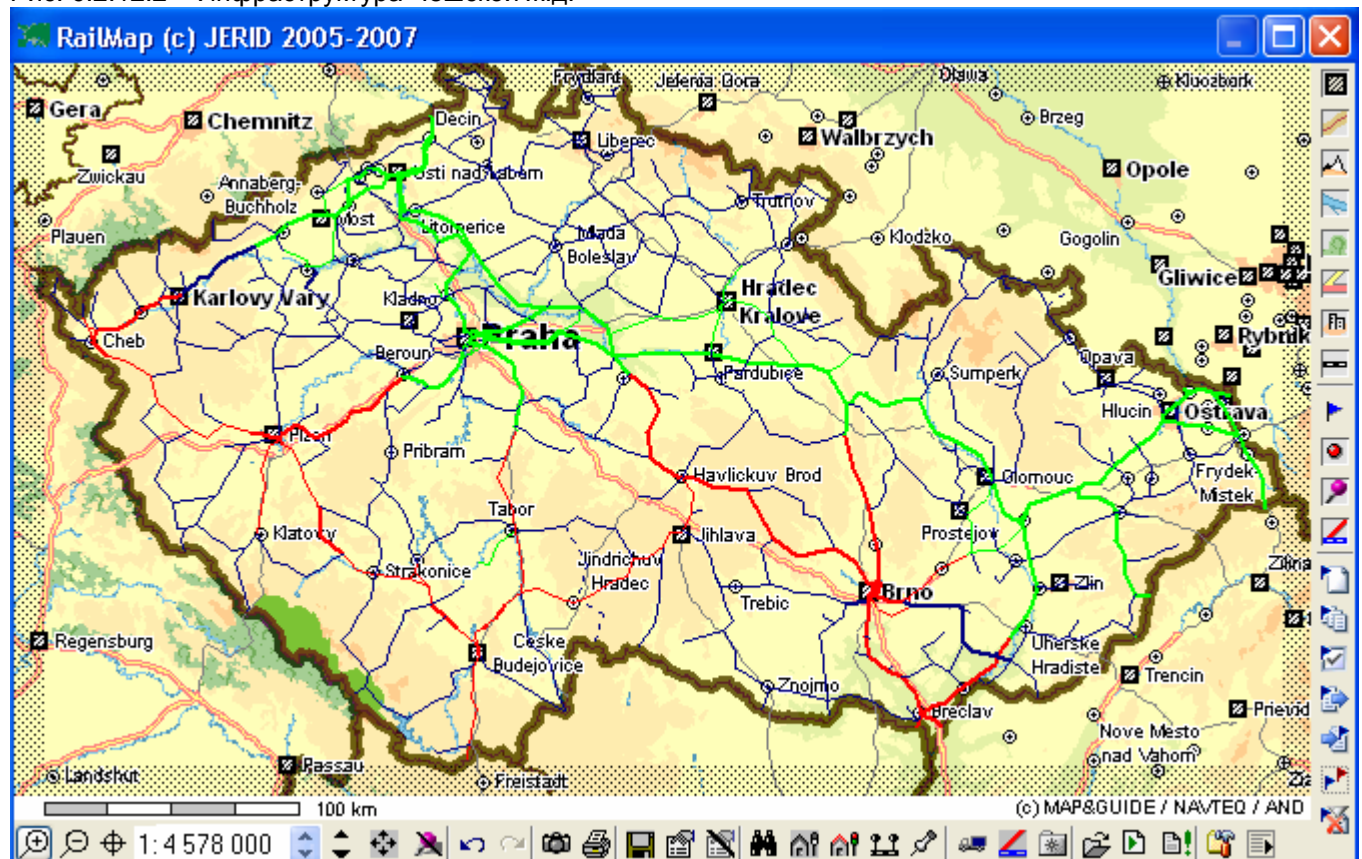 RailMap (c) JERID 2005-2007
Frydlant
Jelenia Gora
Olawa
Kluczbork
Gera
Chemnitz
Decin
Walbrzych
Brzeg
Zwickau
Liberec
Opole
Annaberg-
Buchholz
Usti nad Labem
Most
Litomerice
Trutnov
Plauen
Mlada
Boleslav
Klodzko
Gogolin
Gliwice
Karlovy Vary
Kladno
Hradec
Kralove
Rybnik
Cheb
Praha
Beroun
Pardubice
Sumperk
Opava
Hlucin
Ostrava
Plzen
Pribram
Havlickuv Brod
Olomouc
Frydek-
Mistek
Tabor
Klatovy
Jihlava
Prostejov
Strakonice
Jindrichuv
Hradec
Zilina
Trebic
Brno
Zlin
Regensburg
Ceske
Budejovice
Uherske
Hradiste
Trencin
Znojmo
Breclav
Prievid
Nove Mesto
nad Vahom
Landshut
Passau
Freistadt
100 km
(c) MAP&GUIDE / NAVTEQ / AND
1: 4 578 000